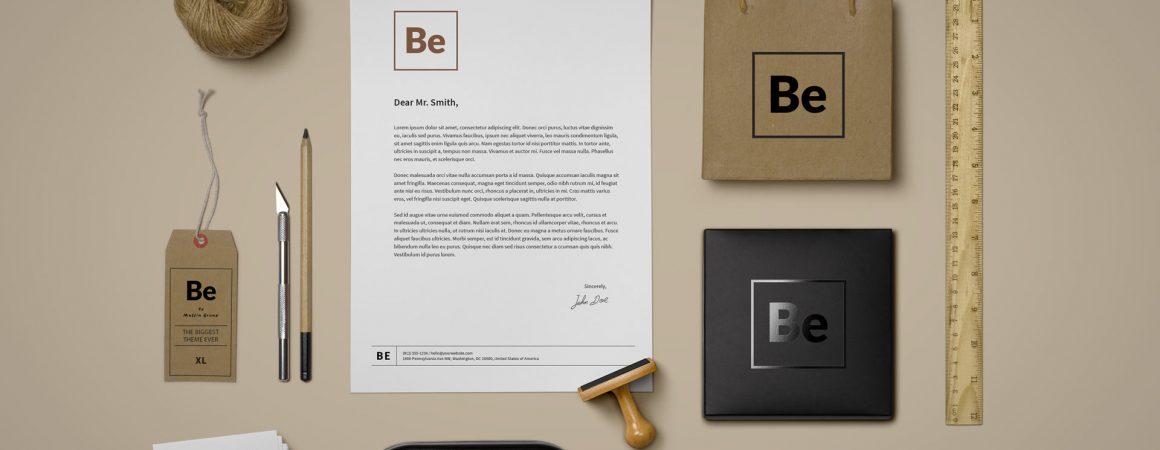 Be
Dear Mr. Smith,
Lorem ipsum dolor sit amet, consectetur adipiscing elit. Donec orci purus, luctus vitae dignissim
eu, iaculis sed purus. Vivamus faucibus, ipsum nec aliquet viverra, leo mauris condimentum ligula,
sit amet sagittis enim ligula quis arcu. Nam egestas tortor id nisi porttitor mattis. In tortor ante,
ultricies in suscipit a, tempus non massa. Vivamus et auctor mi. Fusce vel massa nulla. Phasellus
nec eros mauris, et scelerisque orci.
Donec malesuada orci vitae nulla accumsan porta a id massa. Quisque accumsan iaculis magna sit
amet fringilla. Maecenas consequat, magna eget tincidunt semper, odio nibh rutrum mi, id feugiat
ante nisi eu risus. Vestibulum nunc orci, rhoncus a placerat in, ultricies in mi. Cras mattis varius
eros, vel fringilla nisi suscipit eget. Quisque scelerisque sagittis nulla at porttitor.
Sed id augue vitae urna euismod commodo aliquet a quam. Pellentesque arcu velit, cursus et
malesuada ut, consequat et diam. Nullam erat sem, rhoncus id ullamcorper vitae, rhoncus et arcu.
In ultricies ultricies nulla, ut rutrum nisi iaculis at. Donec eu magna a metus ornare faucibus. Fusce
aliquet faucibus ultricies. Morbi semper, est id tincidunt gravida, sem arcu adipiscing lacus, ac
bibendum nulla leo eu purus. Quisque nec diam sed risus consectetur a ccumsan quis quis nibh.
Vestibulum id purus lorem.
Sincerely,
John Doe
BE
(012) 555-1234 / hello@yourwebsite.com
1600 Pennsylvania Ave NW, Washington, DC 20500, United States of America
Be
by
Muffin Group
THE BIGGEST
THEME EVER
XL
Be
Be